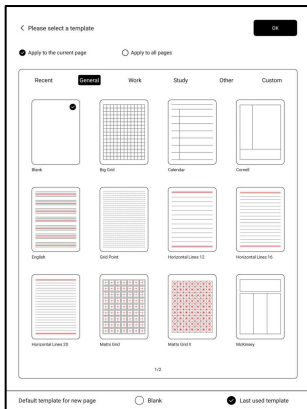 Please select a template
OK
Apply to the current page
Apply to all pages
Recent
General
Work
Study
Other
Custom
Blank
Big Grid
Calendar
Cornell
English
Grid Point
Horizontal Lines 12
Horizontal Lines 16
Horizontal Lines 20
Matts Grid
Matts Grid II
McKinsey
1/2
Default template for new page
Blank
Last used template